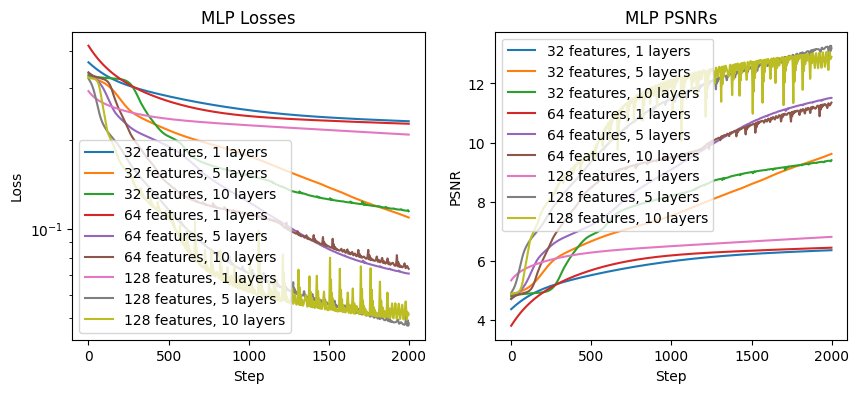 MLP Losses
Loss
10⁻¹
32 features, 1 layers
32 features, 5 layers
32 features, 10 layers
64 features, 1 layers
64 features, 5 layers
64 features, 10 layers
128 features, 1 layers
128 features, 5 layers
128 features, 10 layers
0 500 1000 1500 2000
Step
MLP PSNRs
PSNR
12
10
8
6
4
32 features, 1 layers
32 features, 5 layers
32 features, 10 layers
64 features, 1 layers
64 features, 5 layers
64 features, 10 layers
128 features, 1 layers
128 features, 5 layers
128 features, 10 layers
0 500 1000 1500 2000
Step